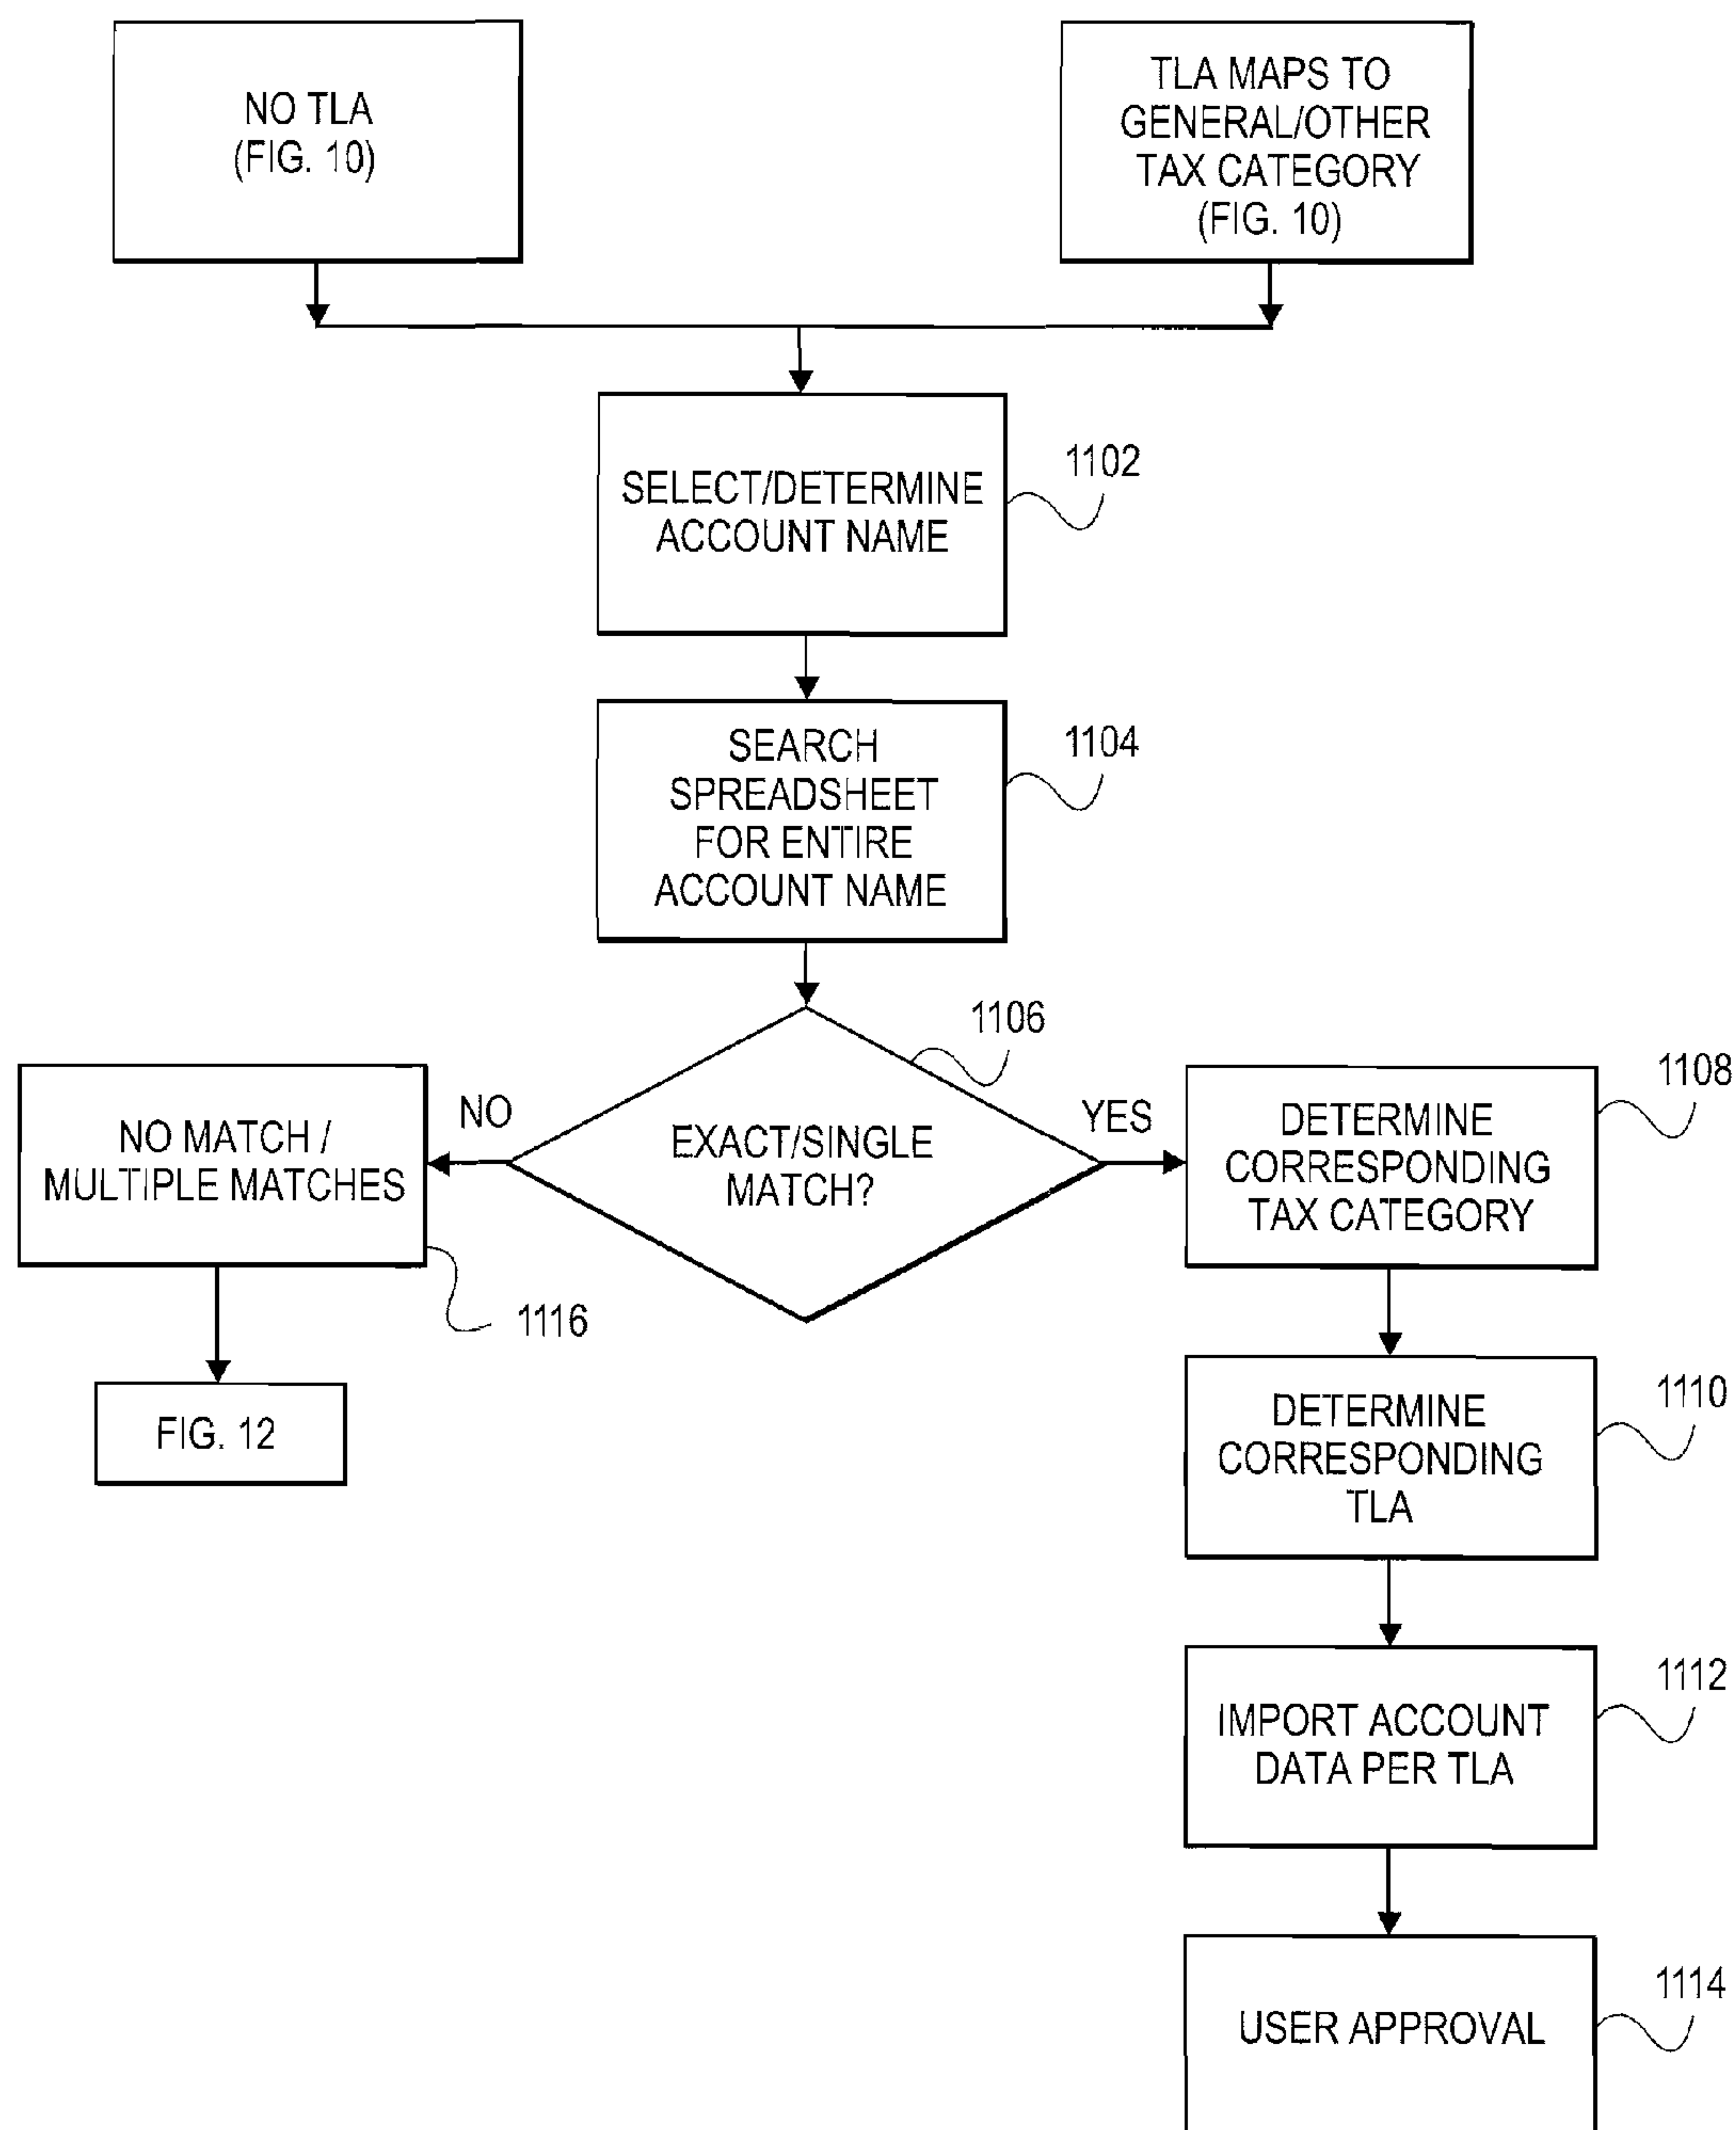 NO TLA
(FIG. 10)
TLA MAPS TO
GENERAL/OTHER
TAX CATEGORY
(FIG. 10)
SELECT/DETERMINE
ACCOUNT NAME
1102
SEARCH
SPREADSHEET
FOR ENTIRE
ACCOUNT NAME
1104
EXACT/SINGLE
MATCH?
1106
NO
YES
NO MATCH /
MULTIPLE MATCHES
1116
FIG. 12
DETERMINE
CORRESPONDING
TAX CATEGORY
1108
DETERMINE
CORRESPONDING
TLA
1110
IMPORT ACCOUNT
DATA PER TLA
1112
USER APPROVAL
1114